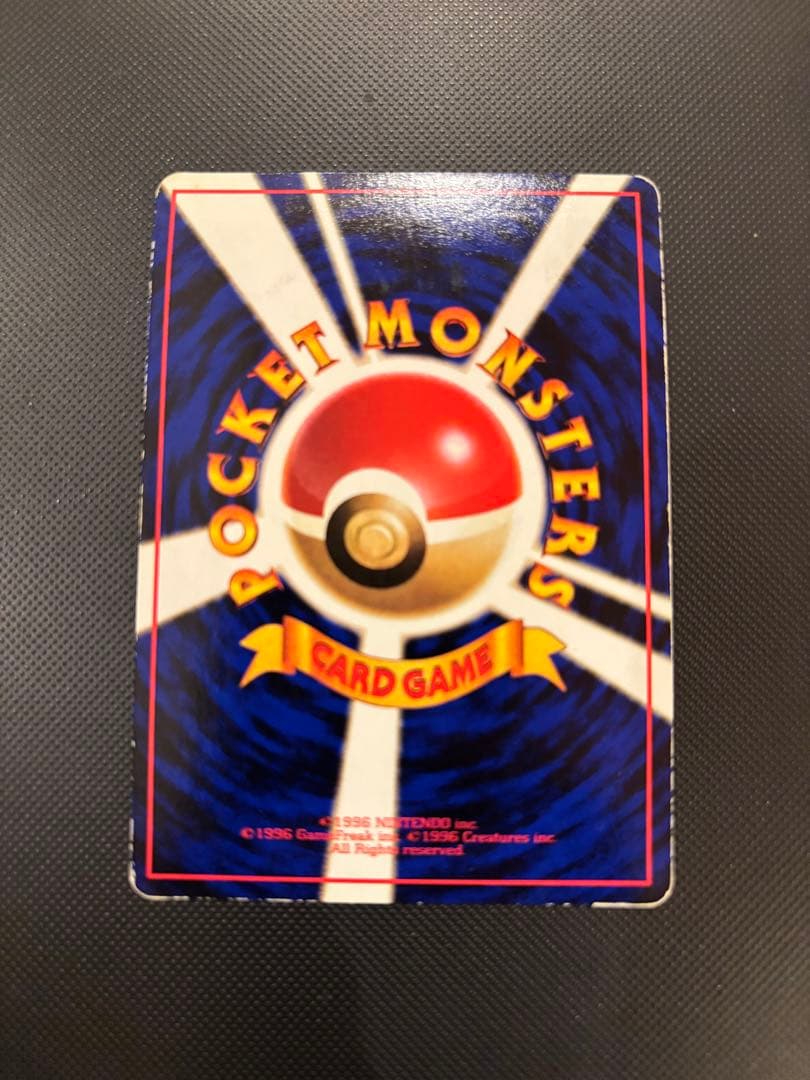 POCKET MONSTERS
CARD GAME
©1996 NINTENDO inc.
©1996 GameFreak inc. ©1996 Creatures inc.
All Rights reserved.